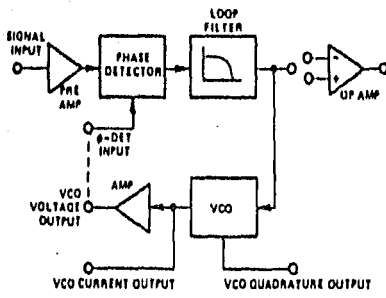 LOOP
FILTER
SIGNAL
INPUT
PHASE
DETECTOR
PRE
AMP
-
+
OP AMP
ϕ-DET
INPUT
VCO
VOLTAGE
OUTPUT
AMP
VCO
VCO CURRENT OUTPUT
VCO QUADRATURE OUTPUT